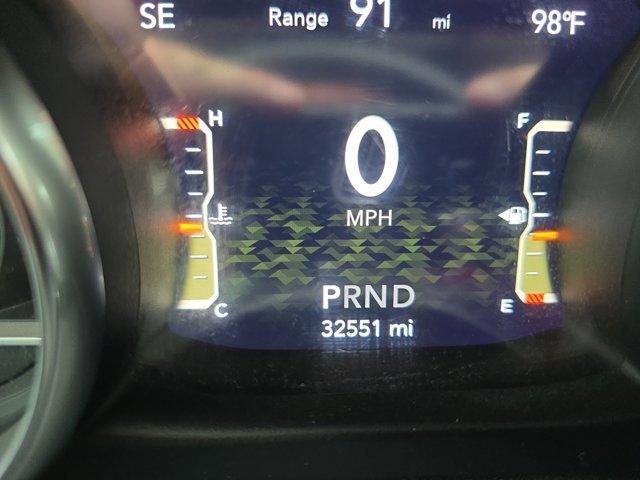 SE Range 91 mi 98°F
H F
0
MPH
C E
PRND
32551 mi